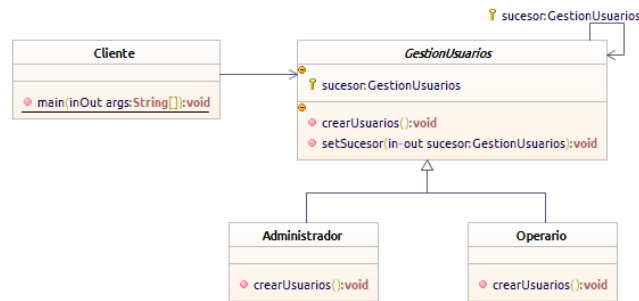 sucesor:GestionUsuarios
Cliente
main(inOut args:String[]):void
GestionUsuarios
sucesor:GestionUsuarios
crearUsuarios():void
setSucesor(in-out sucesor:GestionUsuarios):void
Administrador
crearUsuarios():void
Operario
crearUsuarios():void